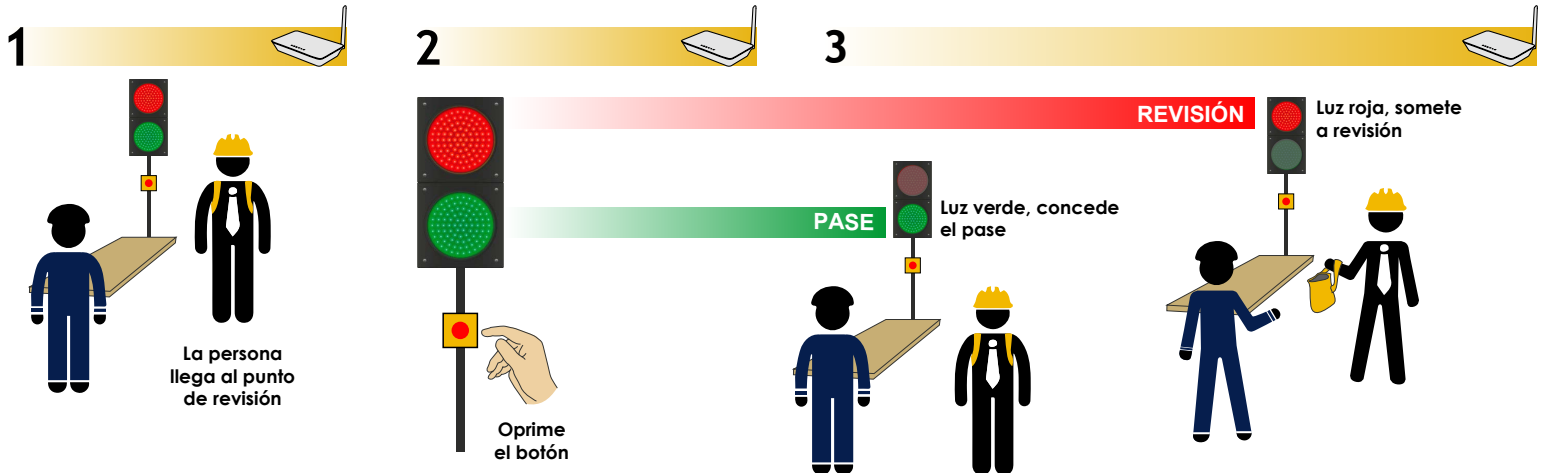 1
2
3
La persona
llega al punto
de revisión
Oprime
el botón
REVISIÓN
Luz roja, somete
a revisión
PASE
Luz verde, concede
el pase